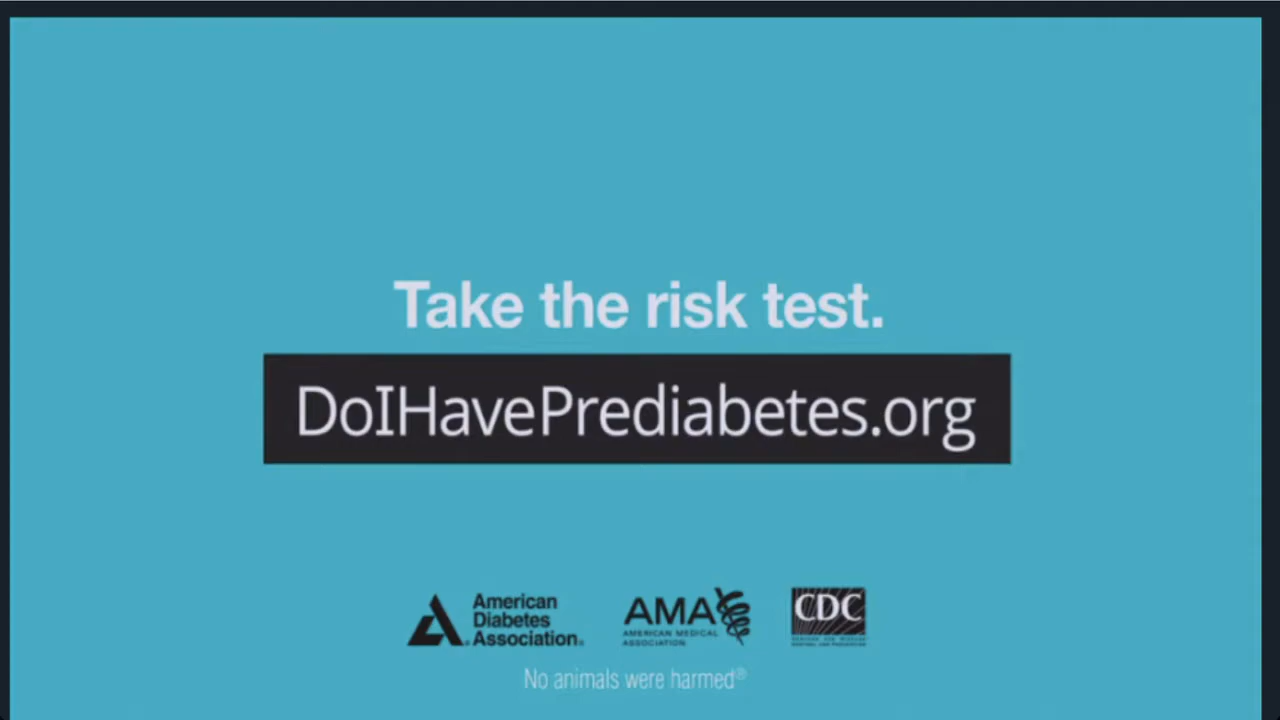 Take the risk test.
DoIHavePrediabetes.org
American
Diabetes
Association®
AMA
AMERICAN MEDICAL
ASSOCIATION
CDC
No animals were harmed®